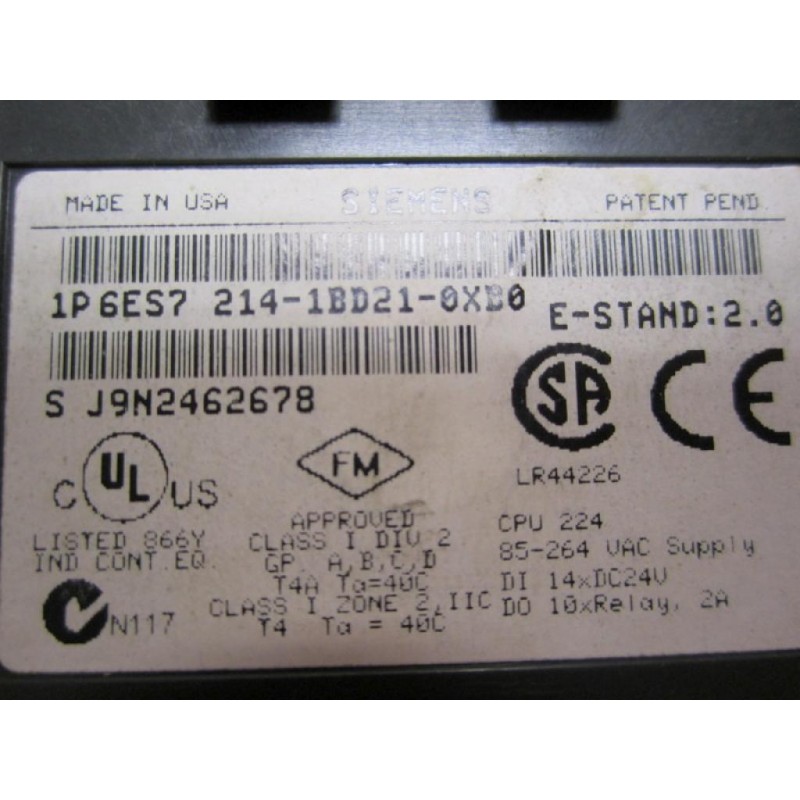 MADE IN USA SIEMENS PATENT PEND.
1P 6ES7 214-1BD21-0XB0 E-STAND:2.0
S J9N2462678
SA
CE
C UL US
FM
LR44226
APPROVED
LISTED 866Y
IND CONT.EQ.
CLASS I DIV 2
GP. A,B,C,D
T4A Ta=40C
CLASS I ZONE 2,IIC
T4 Ta = 40C
N117
CPU 224
85-264 VAC Supply
DI 14xDC24V
DO 10xRelay, 2A